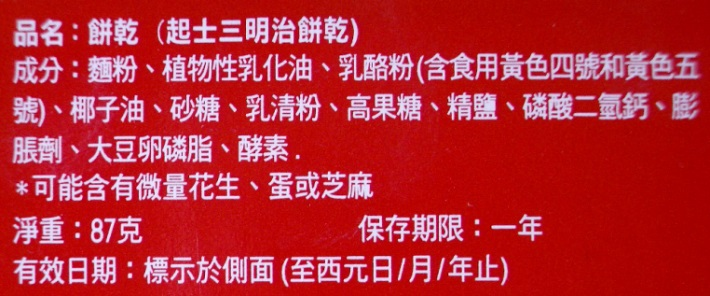 品名：餅乾（起士三明治餅乾)
成分：麵粉、植物性乳化油、乳酪粉(含食用黃色四號和黃色五
號)、椰子油、砂糖、乳清粉、高果糖、精鹽、磷酸二氫鈣、膨
脹劑、大豆卵磷脂、酵素.
*可能含有微量花生、蛋或芝麻
淨重：87克 保存期限：一年
有效日期：標示於側面(至西元日/月/年止)